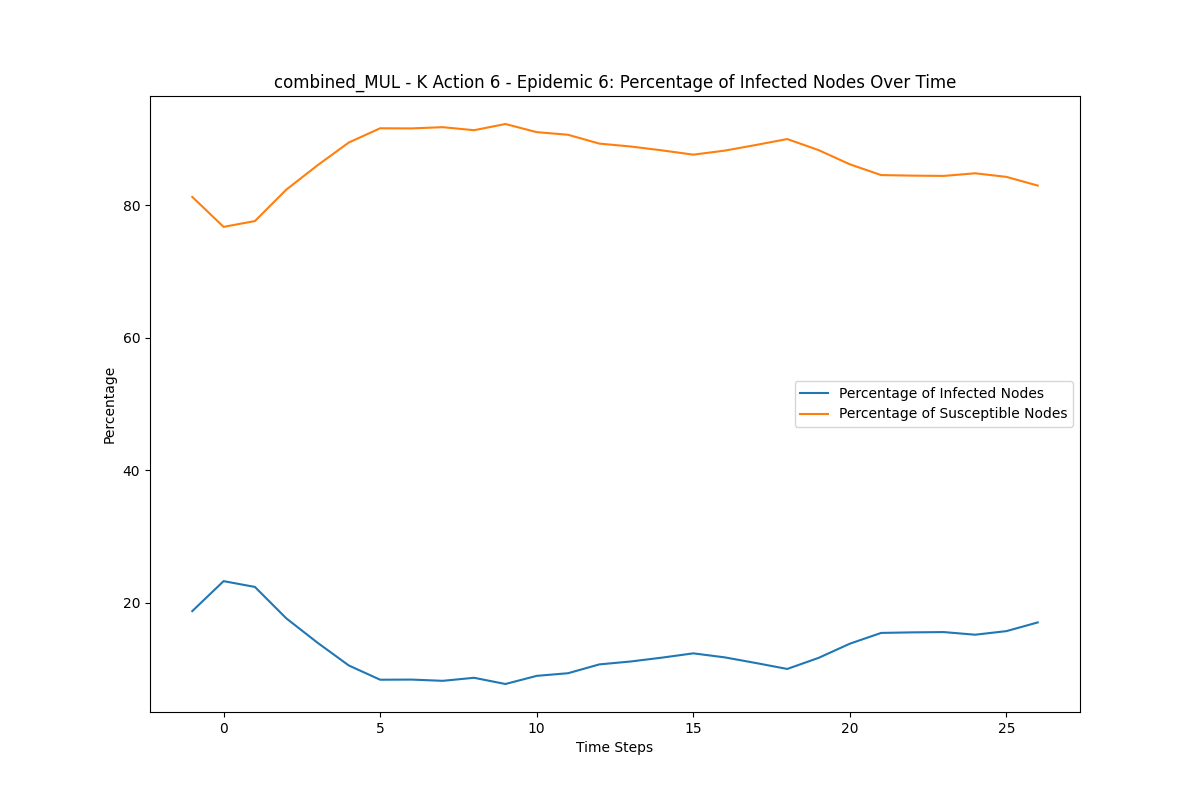 combined_MUL - K Action 6 - Epidemic 6: Percentage of Infected Nodes Over Time
80
60
40
20
Percentage
Percentage of Infected Nodes
Percentage of Susceptible Nodes
0 5 10 15 20 25
Time Steps